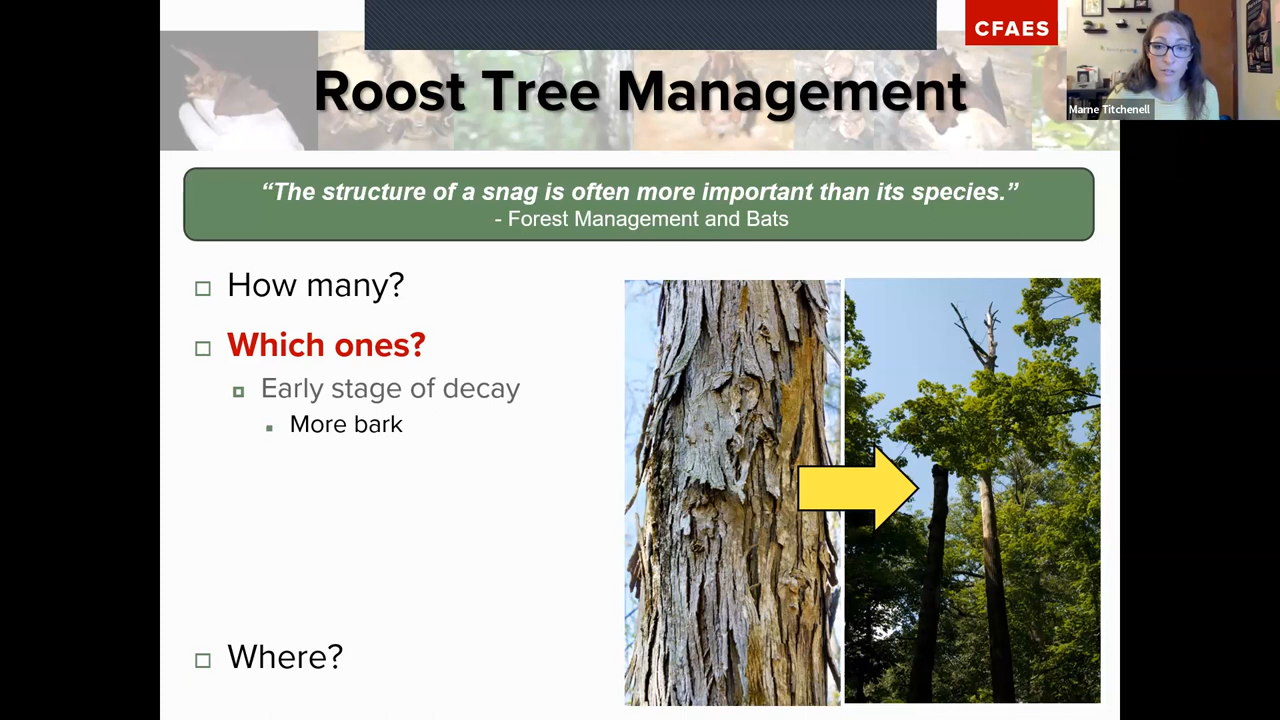 CFAES
Roost Tree Management
Marne Titchenell
“The structure of a snag is often more important than its species.”
- Forest Management and Bats
How many?
Which ones?
Early stage of decay
More bark
Where?